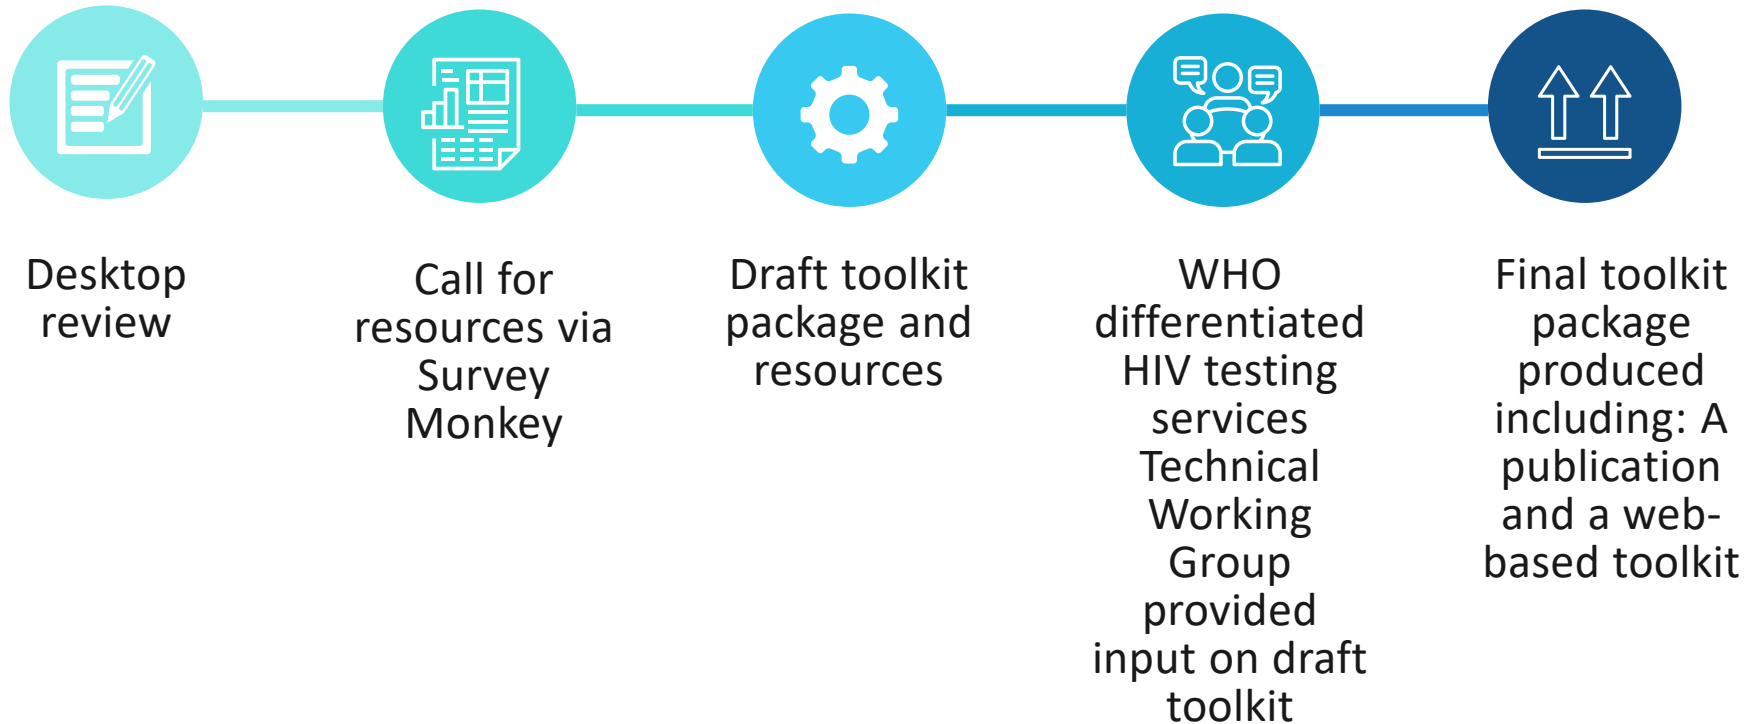 Desktop
review
Call for
resources via
Survey
Monkey
Draft toolkit
package and
resources
WHO
differentiated
HIV testing
services
Technical
Working
Group
provided
input on draft
toolkit
Final toolkit
package
produced
including: A
publication
and a web-
based toolkit